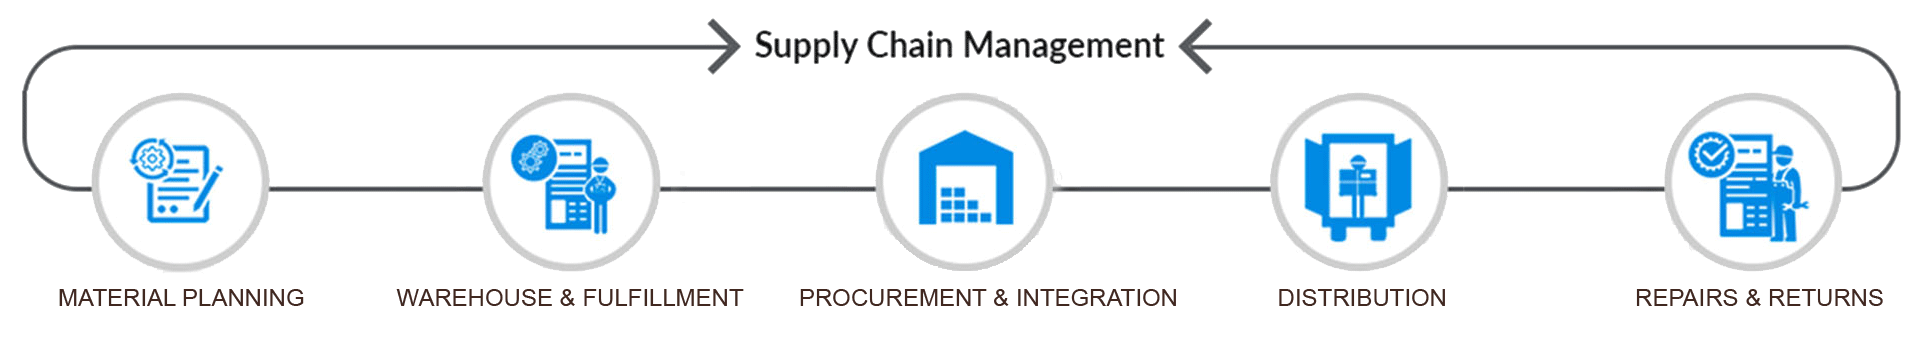 Supply Chain Management
MATERIAL PLANNING
WAREHOUSE & FULFILLMENT
PROCUREMENT & INTEGRATION
DISTRIBUTION
REPAIRS & RETURNS